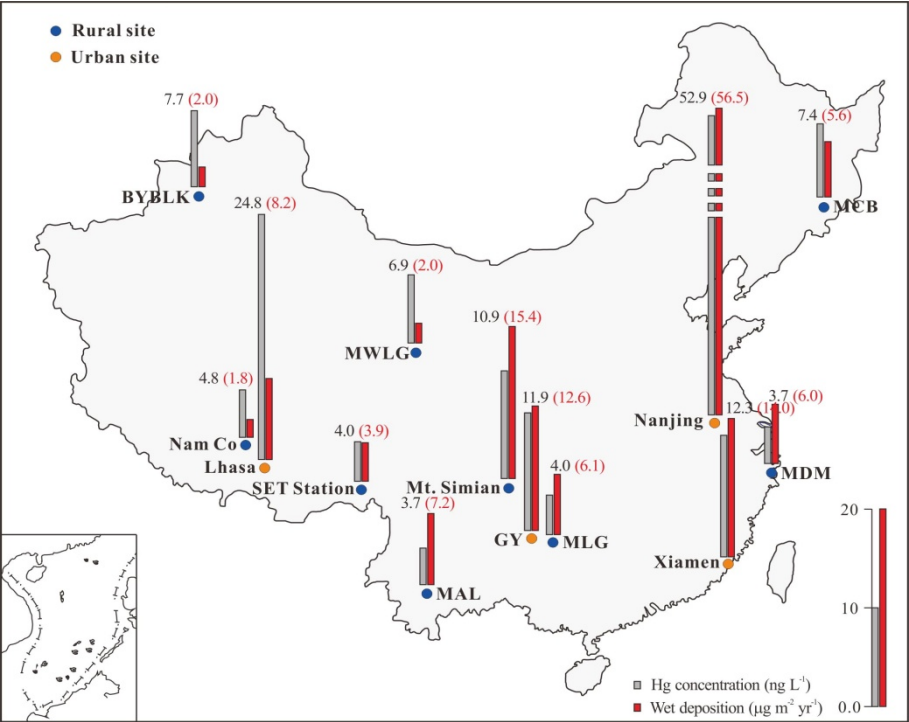 Rural site
Urban site
7.7 (2.0)
BYBLK
52.9 (56.5)
7.4 (5.6)
MCB
24.8 (8.2)
6.9 (2.0)
MWLG
10.9 (15.4)
4.8 (1.8)
Nam Co
Lhasa
4.0 (3.9)
SET Station
11.9 (12.6)
Mt. Simian
3.7 (7.2)
MAL
GY
4.0 (6.1)
MLG
Nanjing
12.3 (14.0)
3.7 (6.0)
MDM
Xiamen
20
10
0.0
Hg concentration (ng L⁻¹)
Wet deposition (μg m⁻² yr⁻¹)